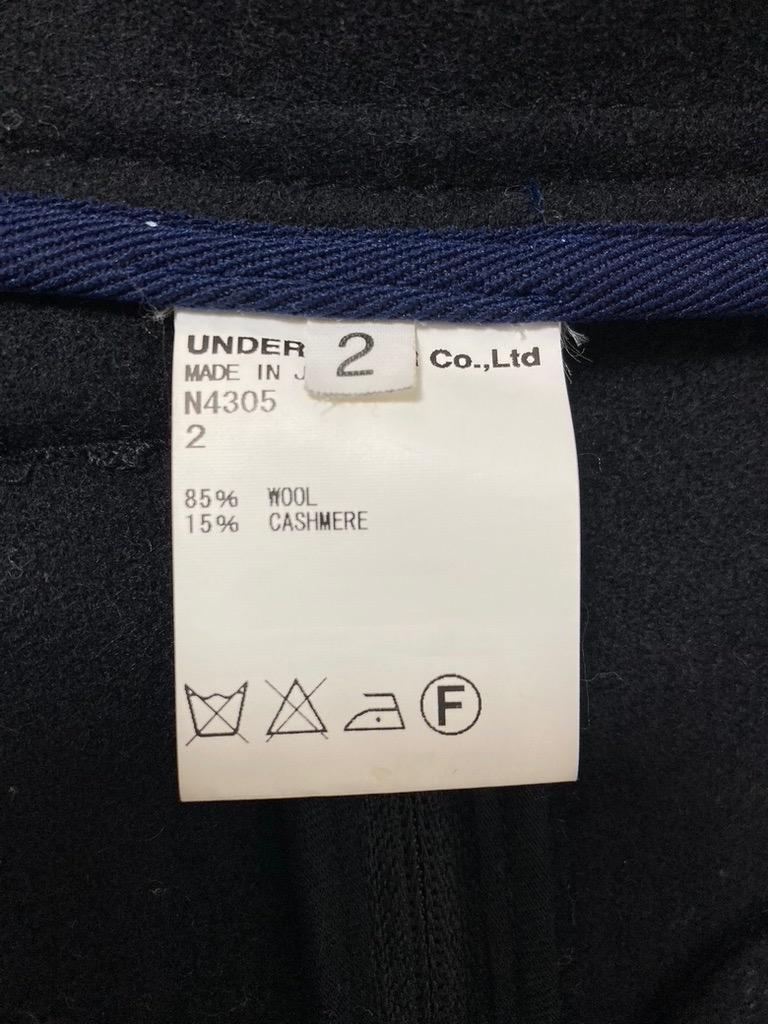 UNDER
Co.,Ltd
2
MADE IN
N4305
2
85% WOOL
15% CASHMERE
F